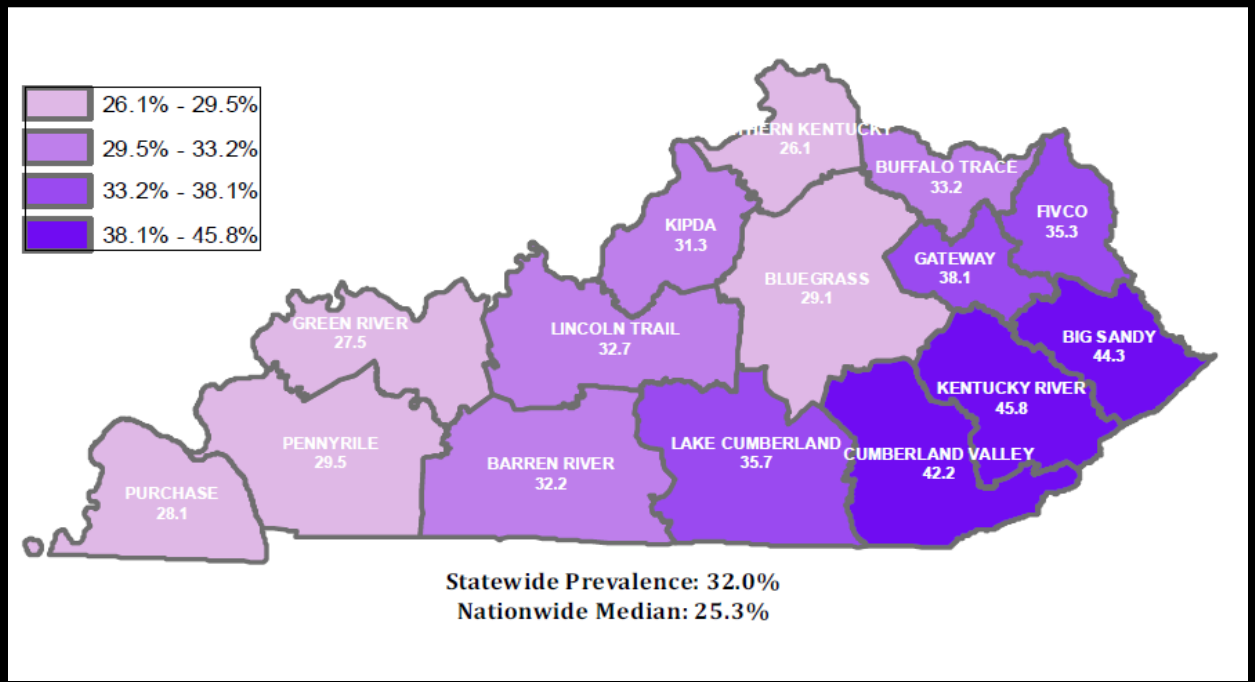 26.1% - 29.5%
29.5% - 33.2%
33.2% - 38.1%
38.1% - 45.8%
THERN KENTUCKY
26.1
BUFFALO TRACE
33.2
FIVCO
35.3
KIPDA
31.3
GATEWAY
38.1
BLUEGRASS
29.1
GREEN RIVER
27.5
LINCOLN TRAIL
32.7
BIG SANDY
44.3
KENTUCKY RIVER
45.8
PENNYRILE
29.5
BARREN RIVER
32.2
LAKE CUMBERLAND
35.7
CUMBERLAND VALLEY
42.2
PURCHASE
28.1
Statewide Prevalence: 32.0%
Nationwide Median: 25.3%